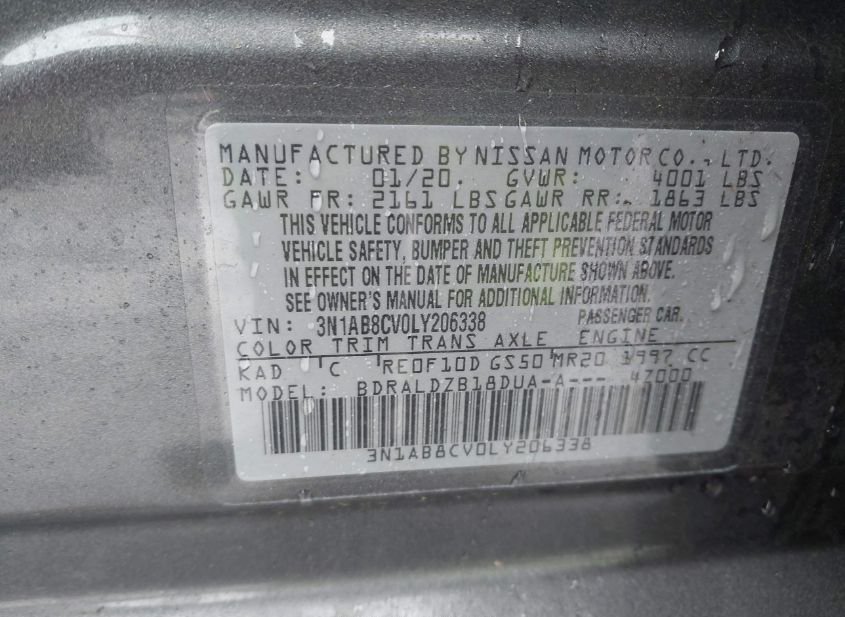 MANUFACTURED BY NISSAN MOTOR CO., LTD.
DATE: 01/20. GVWR: 4001 LBS
GAWR FR: 2161 LBS GAWR RR: 1863 LBS
THIS VEHICLE CONFORMS TO ALL APPLICABLE FEDERAL MOTOR
VEHICLE SAFETY, BUMPER AND THEFT PREVENTION STANDARDS
IN EFFECT ON THE DATE OF MANUFACTURE SHOWN ABOVE.
SEE OWNER'S MANUAL FOR ADDITIONAL INFORMATION.
VIN: 3N1AB8CV0LY206338 PASSENGER CAR.
COLOR TRIM TRANS AXLE ENGINE
KAD C RE0F10D GS50 MR20 1997 CC
MODEL: BDRALDZB18DUA-A--- 4Z000
3N1AB8CV0LY206338